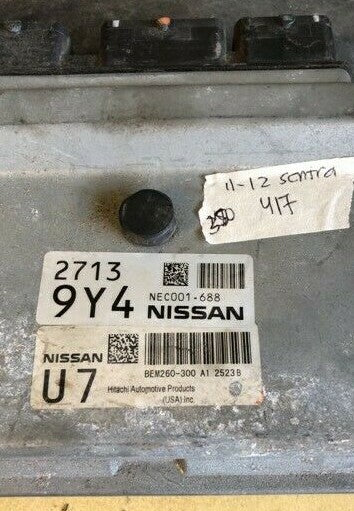 11-12 sentra
417
2713
9Y4 NEC001-688 NISSAN
NISSAN
U7 BEM260-300 A1 2523B
Hitachi Automotive Products
(USA) Inc.